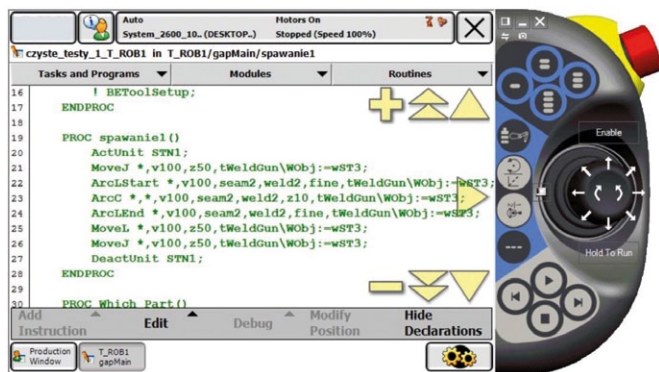 Auto
System_2600_10.. (DESKTOP..)
Motors On
Stopped (Speed 100%)
czyste_testy_1_T_ROB1 in T_ROB1/gapMain/spawanie1
Tasks and Programs Modules Routines
16 ! BEToolSetup;
17 ENDPROC
18
19 PROC spawanie1()
20 ActUnit STN1;
21 MoveJ *,v100,z50,tWeldGun\WObj:=wST3;
22 ArcLStart *,v100,seam2,weld2,fine,tWeldGun\WObj:=wST3;
23 ArcC *,*,v100,seam2,weld2,z10,tWeldGun\WObj:=wST3;
24 ArcLEnd *,v100,seam2,weld2,fine,tWeldGun\WObj:=wST3;
25 MoveL *,v100,z50,tWeldGun\WObj:=wST3;
26 MoveJ *,v100,z50,tWeldGun\WObj:=wST3;
27 DeactUnit STN1;
28 ENDPROC
29
30 PROC Which_Part()
Add Instruction
Edit
Debug
Modify Position
Hide Declarations
Production Window
T_ROB1 gapMain
Enable
Hold To Run